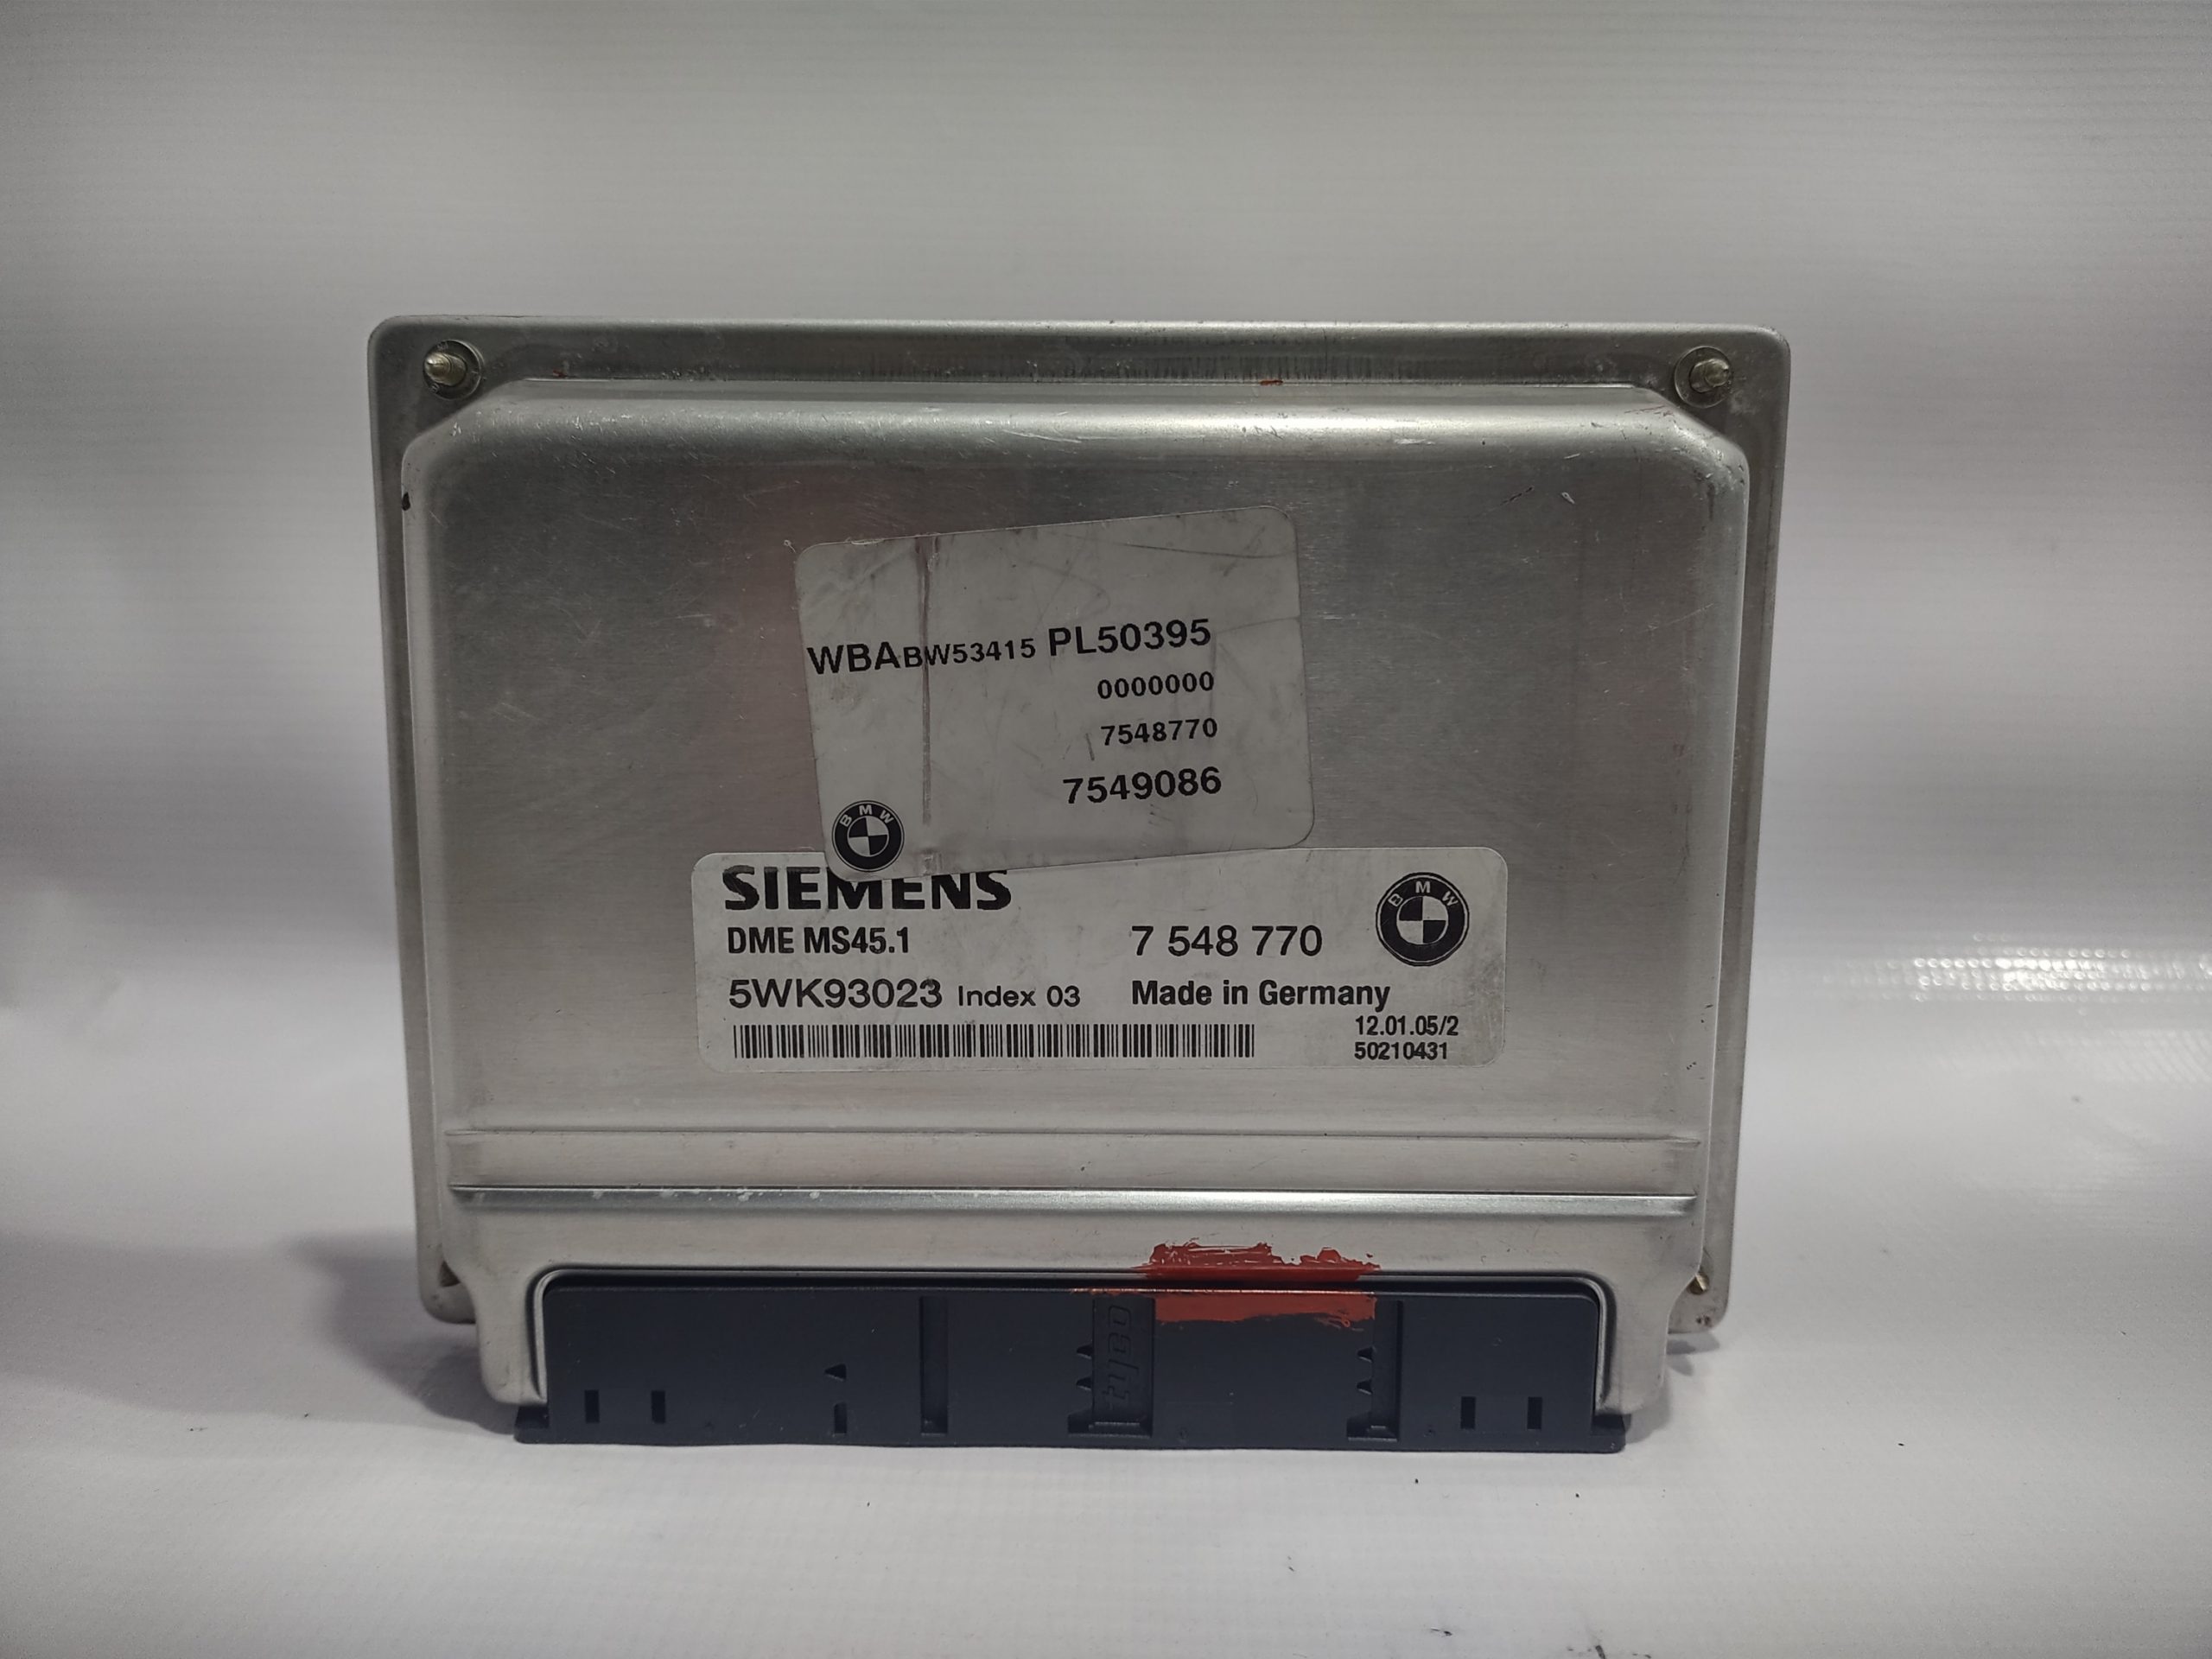 WBABW53415 PL50395
0000000
7548770
7549086
BMW
SIEMENS
BMW
DME MS45.1 7 548 770
5WK93023 Index 03 Made in Germany
12.01.05/2
50210431
tyco